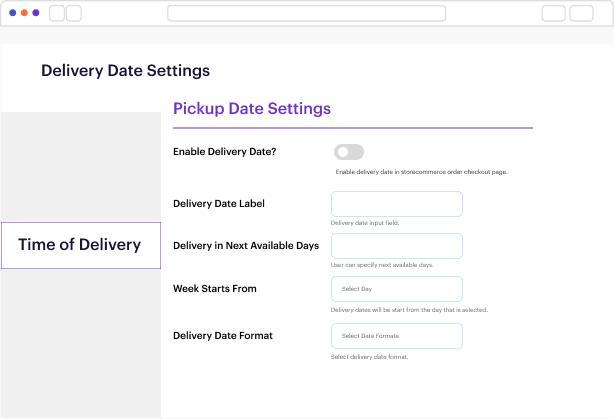 Delivery Date Settings
Pickup Date Settings
Enable Delivery Date?
Enable delivery date in storecommerce order checkout page.
Delivery Date Label
Delivery date input field.
Time of Delivery
Delivery in Next Available Days
User can specify next available days.
Week Starts From
Select Day
Delivery dates will be start from the day that is selected.
Delivery Date Format
Select Date Formate
Select delivery date format.